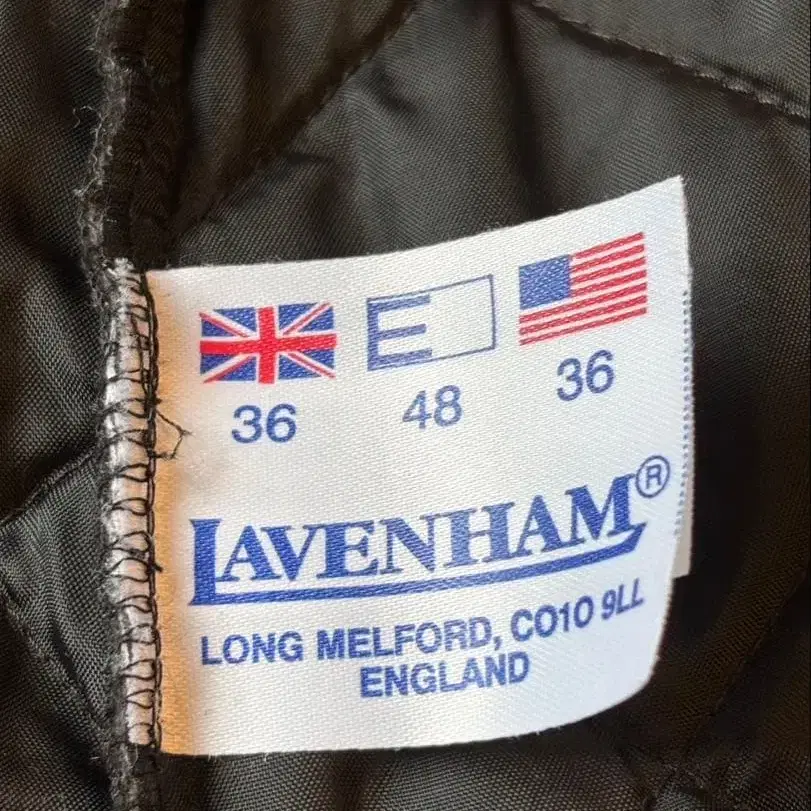 E
36 48 36
LAVENHAM®
LONG MELFORD, CO10 9LL
ENGLAND